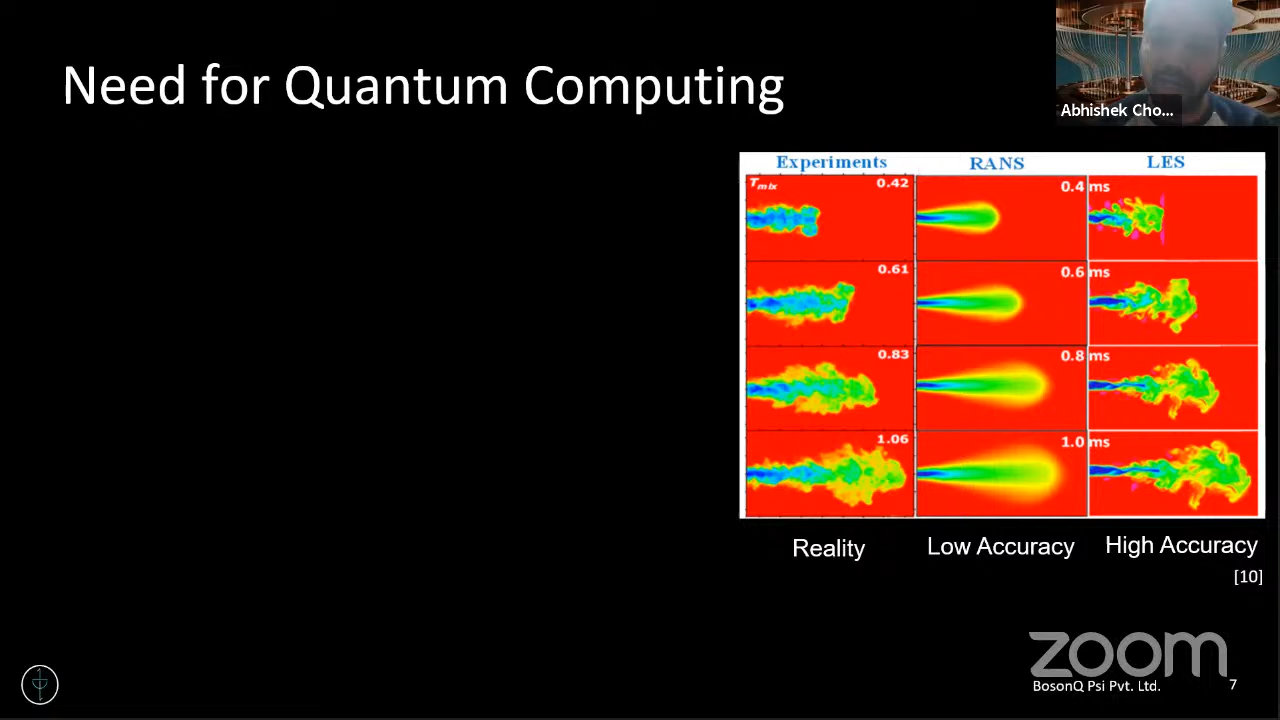 Need for Quantum Computing
Abhishek Cho...
Experiments RANS LES
Tmix 0.42 0.4 ms
0.61 0.6 ms
0.83 0.8 ms
1.06 1.0 ms
Reality Low Accuracy High Accuracy
[10]
zoom
BosonQ Psi Pvt. Ltd. 7